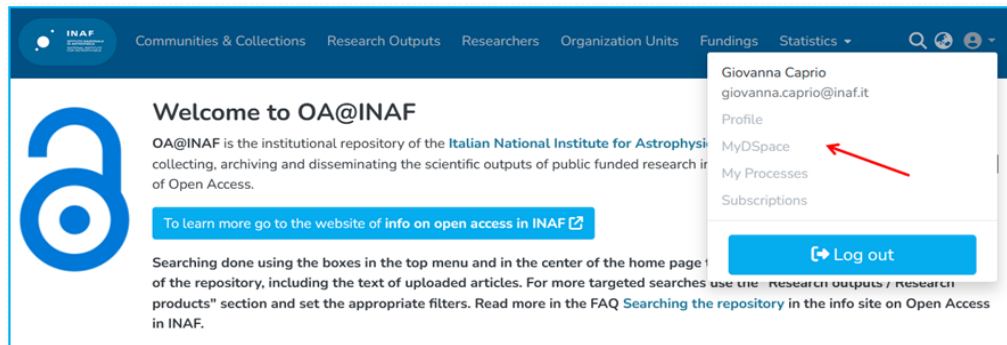 INAF
Communities & Collections Research Outputs Researchers Organization Units Fundings Statistics
Giovanna Caprio
giovanna.caprio@inaf.it
Profile
MyDSpace
My Processes
Subscriptions
Log out
Welcome to OA@INAF
OA@INAF is the institutional repository of the Italian National Institute for Astrophysi
collecting, archiving and disseminating the scientific outputs of public funded research in
of Open Access.
To learn more go to the website of info on open access in INAF
Searching done using the boxes in the top menu and in the center of the home page
of the repository, including the text of uploaded articles. For more targeted searches use the "Research outputs / Research
products" section and set the appropriate filters. Read more in the FAQ Searching the repository in the info site on Open Access
in INAF.